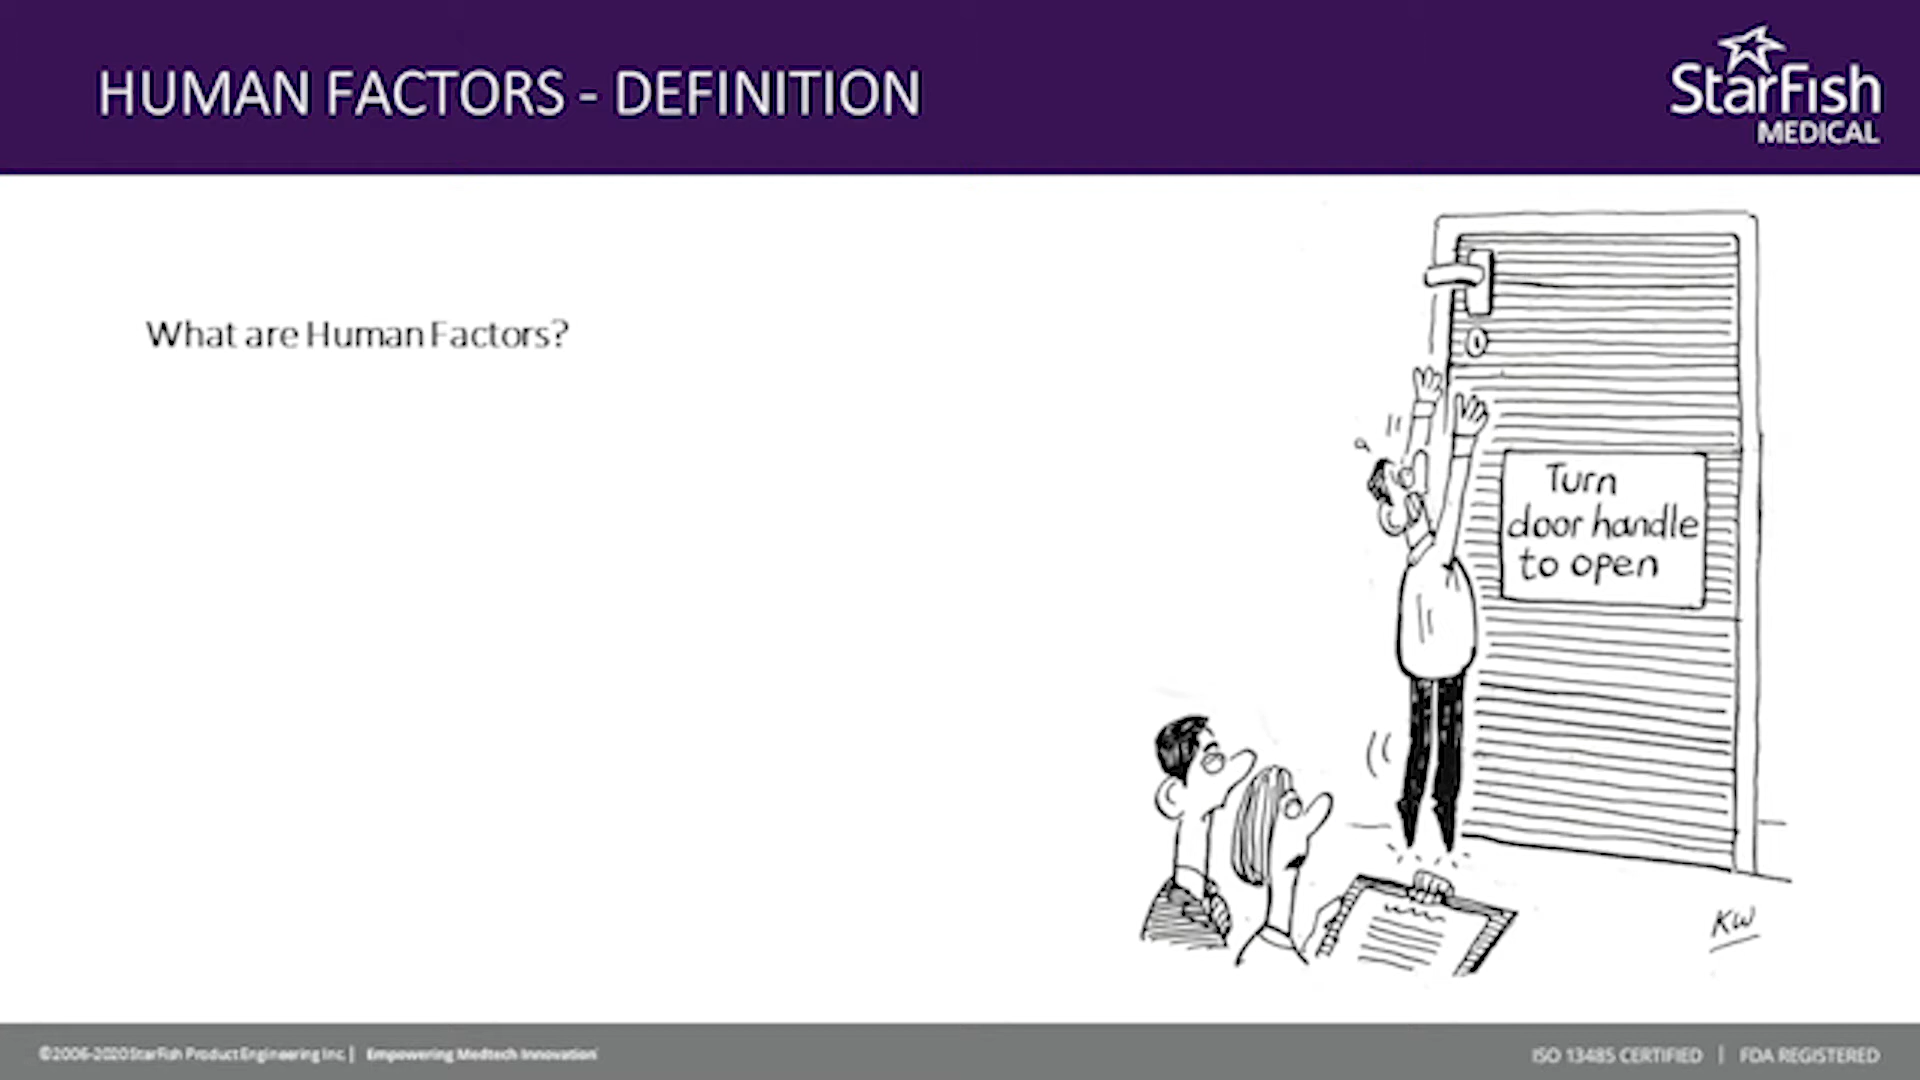 HUMAN FACTORS - DEFINITION
StarFish
MEDICAL
What are Human Factors?
Turn
door handle
to open
KW
©2006-2020 StarFish Product Engineering Inc. | Empowering Medtech Innovation
ISO 13485 CERTIFIED | FDA REGISTERED